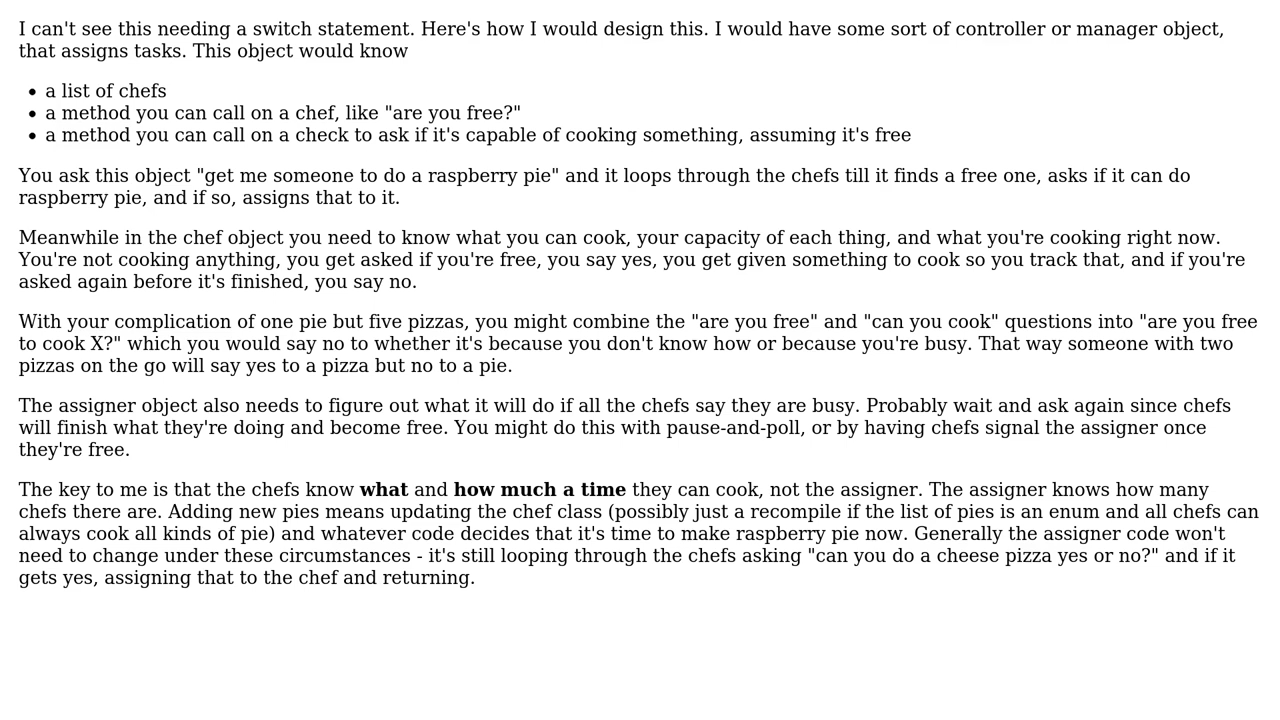 I can't see this needing a switch statement. Here's how I would design this. I would have some sort of controller or manager object,
that assigns tasks. This object would know
• a list of chefs
• a method you can call on a chef, like "are you free?"
• a method you can call on a check to ask if it's capable of cooking something, assuming it's free
You ask this object "get me someone to do a raspberry pie" and it loops through the chefs till it finds a free one, asks if it can do
raspberry pie, and if so, assigns that to it.
Meanwhile in the chef object you need to know what you can cook, your capacity of each thing, and what you're cooking right now.
You're not cooking anything, you get asked if you're free, you say yes, you get given something to cook so you track that, and if you're
asked again before it's finished, you say no.
With your complication of one pie but five pizzas, you might combine the "are you free" and "can you cook" questions into "are you free
to cook X?" which you would say no to whether it's because you don't know how or because you're busy. That way someone with two
pizzas on the go will say yes to a pizza but no to a pie.
The assigner object also needs to figure out what it will do if all the chefs say they are busy. Probably wait and ask again since chefs
will finish what they're doing and become free. You might do this with pause-and-poll, or by having chefs signal the assigner once
they're free.
The key to me is that the chefs know what and how much a time they can cook, not the assigner. The assigner knows how many
chefs there are. Adding new pies means updating the chef class (possibly just a recompile if the list of pies is an enum and all chefs can
always cook all kinds of pie) and whatever code decides that it's time to make raspberry pie now. Generally the assigner code won't
need to change under these circumstances - it's still looping through the chefs asking "can you do a cheese pizza yes or no?" and if it
gets yes, assigning that to the chef and returning.